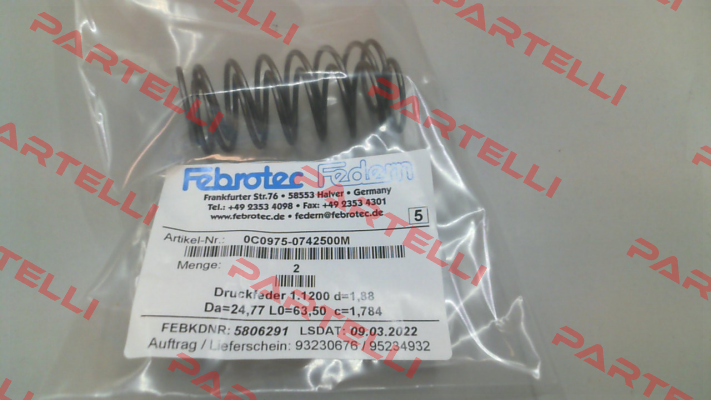 PARTELLI
PARTELLI
PARTELLI
PARTELLI
PARTELLI
PARTELLI
Febrotec Federn
Frankfurter Str.76 • 58553 Halver • Germany
Tel.: +49 2353 4098 • Fax: +49 2353 4301
www.febrotec.de • federn@febrotec.de
5
Artikel-Nr.: 0C0975-0742500M
Menge: 2
Druckfeder 1.1200 d=1,88
Da=24,77 L0=63,50 c=1,784
FEBKDNR: 5806291 LSDAT: 09.03.2022
Auftrag / Lieferschein: 93230676 / 95284932